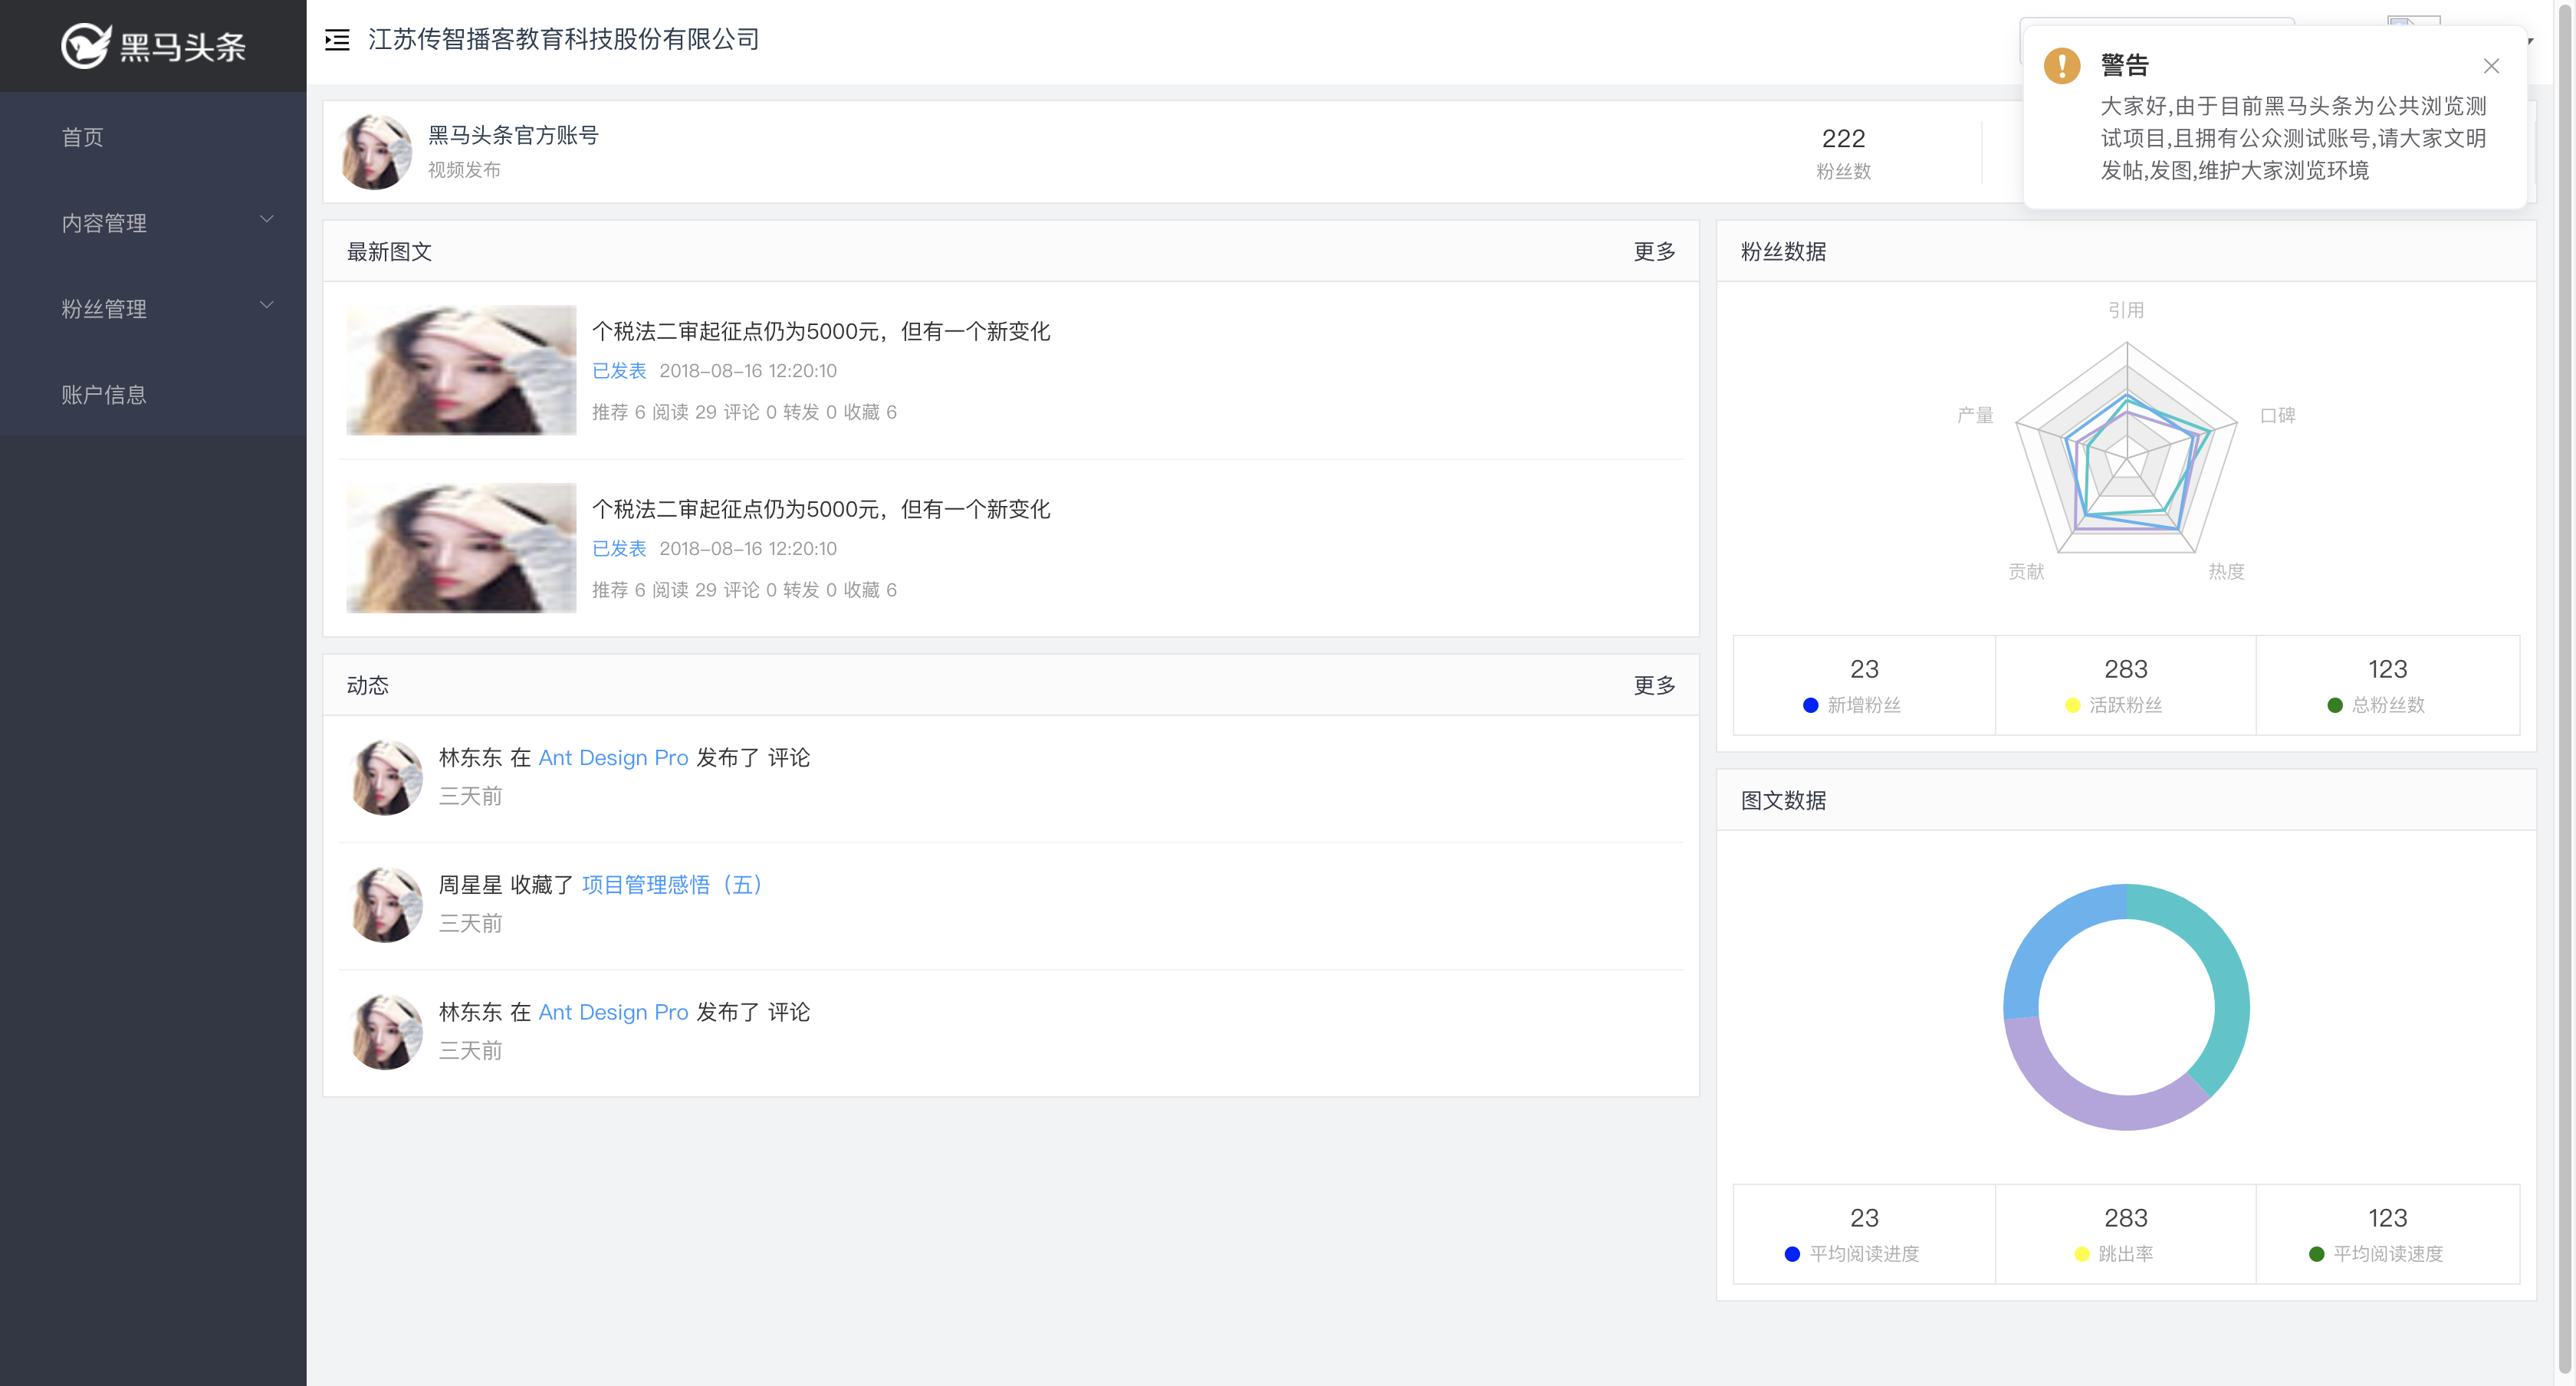 黑马头条
首页
内容管理
粉丝管理
账户信息
江苏传智播客教育科技股份有限公司
警告
大家好,由于目前黑马头条为公共浏览测
试项目,且拥有公众测试账号,请大家文明
发帖,发图,维护大家浏览环境
黑马头条官方账号
视频发布
222
粉丝数
最新图文
更多
个税法二审起征点仍为5000元，但有一个新变化
已发表 2018-08-16 12:20:10
推荐 6 阅读 29 评论 0 转发 0 收藏 6
个税法二审起征点仍为5000元，但有一个新变化
已发表 2018-08-16 12:20:10
推荐 6 阅读 29 评论 0 转发 0 收藏 6
动态
更多
林东东 在 Ant Design Pro 发布了 评论
三天前
周星星 收藏了 项目管理感悟（五）
三天前
林东东 在 Ant Design Pro 发布了 评论
三天前
粉丝数据
引用
产量
口碑
贡献
热度
23
新增粉丝
283
活跃粉丝
123
总粉丝数
图文数据
23
平均阅读进度
283
跳出率
123
平均阅读速度